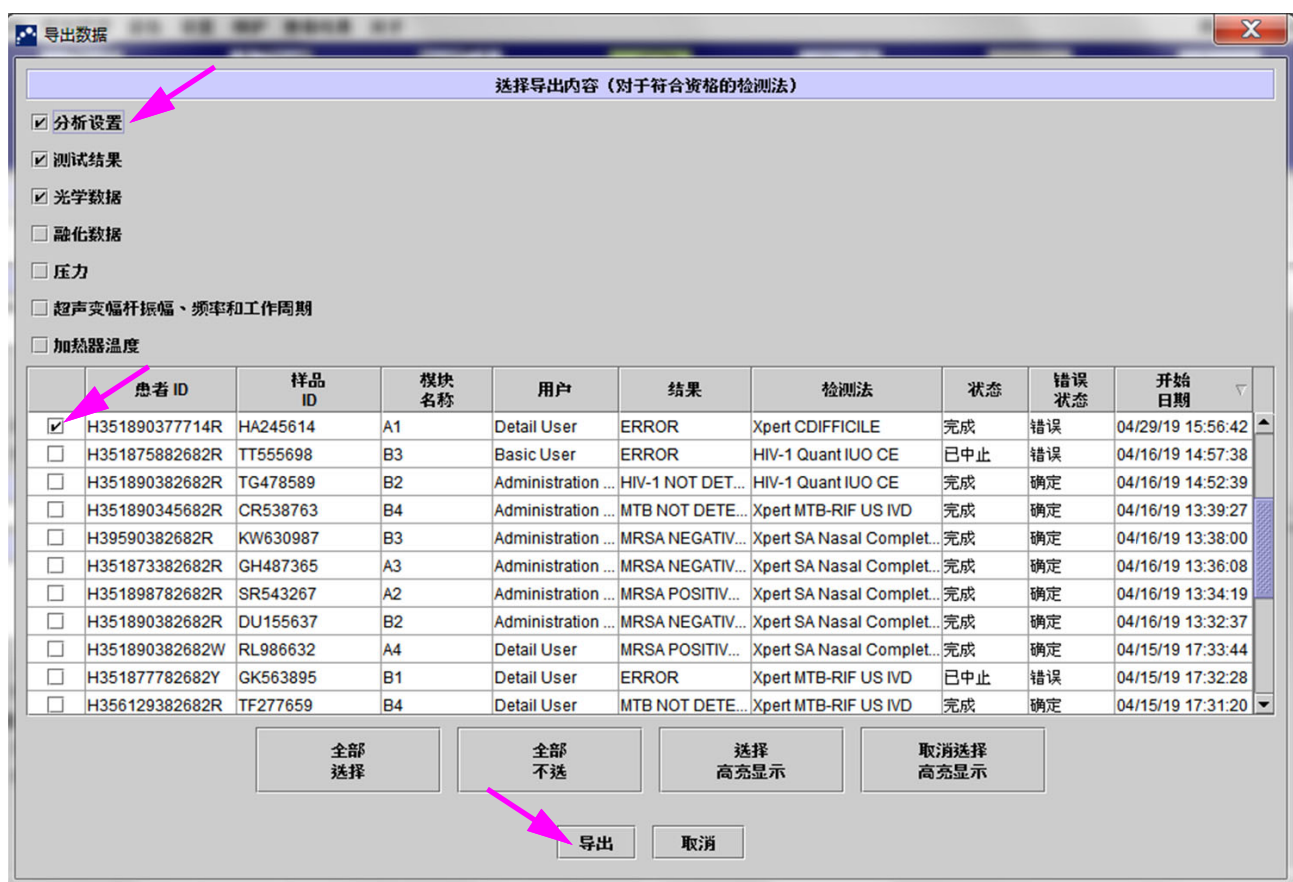 导出数据
选择导出内容（对于符合资格的检测法）
分析设置
测试结果
光学数据
融化数据
压力
超声变幅杆振幅、频率和工作周期
加热器温度
患者 ID 样品 ID 模块名称 用户 结果 检测法 状态 错误状态 开始日期
H351890377714R HA245614 A1 Detail User ERROR Xpert CDIFFICILE 完成 错误 04/29/19 15:56:42
H351875882682R TT555698 B3 Basic User ERROR HIV-1 Quant IUO CE 已中止 错误 04/16/19 14:57:38
H351890382682R TG478589 B2 Administration ... HIV-1 NOT DET... HIV-1 Quant IUO CE 完成 确定 04/16/19 14:52:39
H351890345682R CR538763 B4 Administration ... MTB NOT DETE... Xpert MTB-RIF US IVD 完成 确定 04/16/19 13:39:27
H39590382682R KW630987 B3 Administration ... MRSA NEGATIV... Xpert SA Nasal Complet... 完成 确定 04/16/19 13:38:00
H351873382682R GH487365 A3 Administration ... MRSA NEGATIV... Xpert SA Nasal Complet... 完成 确定 04/16/19 13:36:08
H351898782682R SR543267 A2 Administration ... MRSA POSITIV... Xpert SA Nasal Complet... 完成 确定 04/16/19 13:34:19
H351890382682R DU155637 B2 Administration ... MRSA NEGATIV... Xpert SA Nasal Complet... 完成 确定 04/16/19 13:32:37
H351890382682W RL986632 A4 Detail User MRSA POSITIV... Xpert SA Nasal Complet... 完成 确定 04/15/19 17:33:44
H351877782682Y GK563895 B1 Detail User ERROR Xpert MTB-RIF US IVD 已中止 错误 04/15/19 17:32:28
H356129382682R TF277659 B4 Detail User MTB NOT DETE... Xpert MTB-RIF US IVD 完成 确定 04/15/19 17:31:20
全部 全部 选择 取消选择
选择 不选 高亮显示 高亮显示
导出 取消